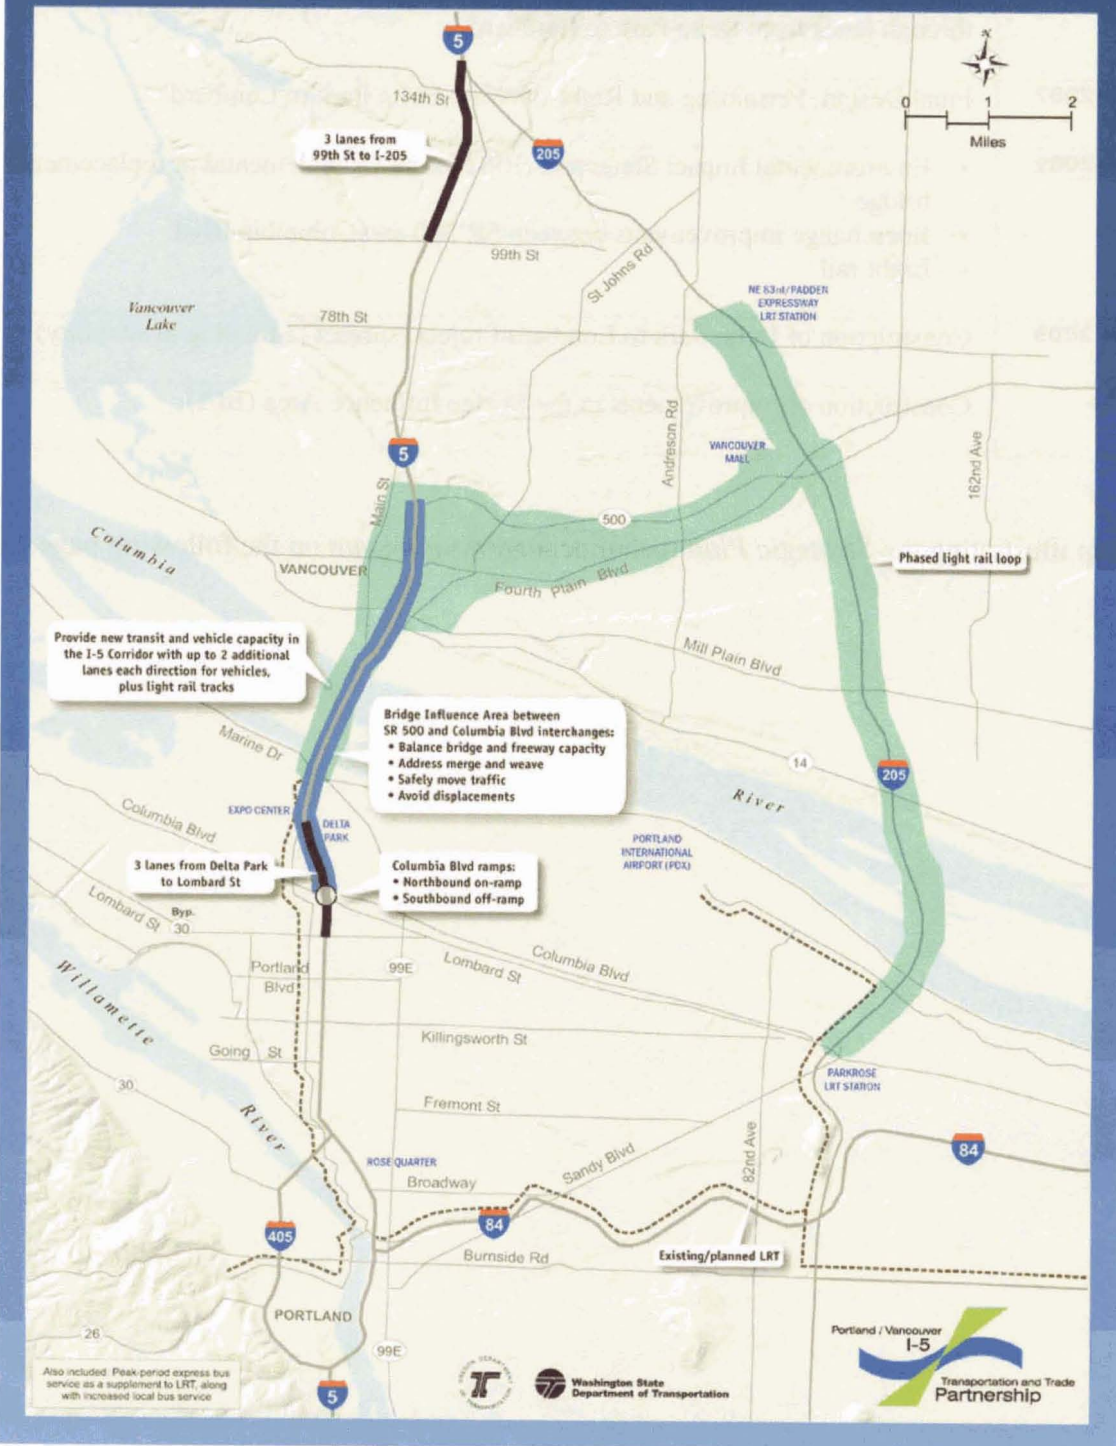 5
134th St
3 lanes from
99th St to I-205
205
N
0 1 2
Miles
99th St
St Johns Rd
NE 83rd/PADDEN
EXPRESSWAY
LRT STATION
Vancouver
Lake
78th St
Andreson Rd
VANCOUVER
MALL
162nd Ave
5
Main St
500
Columbia
VANCOUVER
Fourth Plain Blvd
Phased light rail loop
Provide new transit and vehicle capacity in
the I-5 Corridor with up to 2 additional
lanes each direction for vehicles,
plus light rail tracks
Mill Plain Blvd
Bridge Influence Area between
SR 500 and Columbia Blvd interchanges:
• Balance bridge and freeway capacity
• Address merge and weave
• Safely move traffic
• Avoid displacements
Marine Dr
14
205
River
Columbia Blvd
EXPO CENTER
DELTA
PARK
PORTLAND
INTERNATIONAL
AIRPORT (PDX)
3 lanes from Delta Park
to Lombard St
Columbia Blvd ramps:
• Northbound on-ramp
• Southbound off-ramp
Lombard St
Byp.
30
Portland
Blvd
99E
Lombard St
Columbia Blvd
Willamette
Killingsworth St
Going St
PARKROSE
LRT STATION
30
Fremont St
River
82nd Ave
84
ROSE QUARTER
Sandy Blvd
Broadway
405
84
Burnside Rd
Existing/planned LRT
PORTLAND
26
99E
Portland / Vancouver
I-5
Transportation and Trade
Partnership
Also included: Peak-period express bus
service as a supplement to LRT, along
with increased local bus service
5
Washington State
Department of Transportation